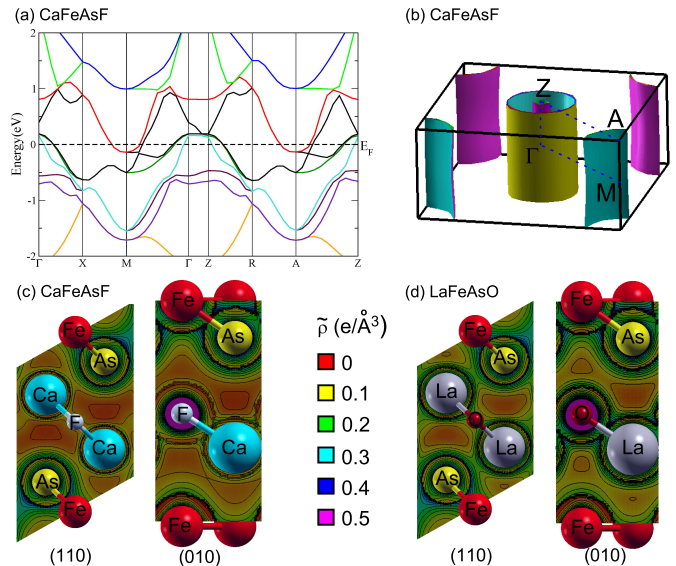 (a) CaFeAsF
(b) CaFeAsF
2
1
0
-1
-2
Energy(eV)
E_F
Γ X M Γ Z R A Z
Z
A
Γ
M
(c) CaFeAsF
(d) LaFeAsO
Fe
As
Ca
F
Ca
As
Fe
(110)
Fe
As
F
Ca
Fe
(010)
ρ̃ (e/Å³)
0
0.1
0.2
0.3
0.4
0.5
Fe
As
La
O
La
As
Fe
(110)
Fe
As
O
La
Fe
(010)